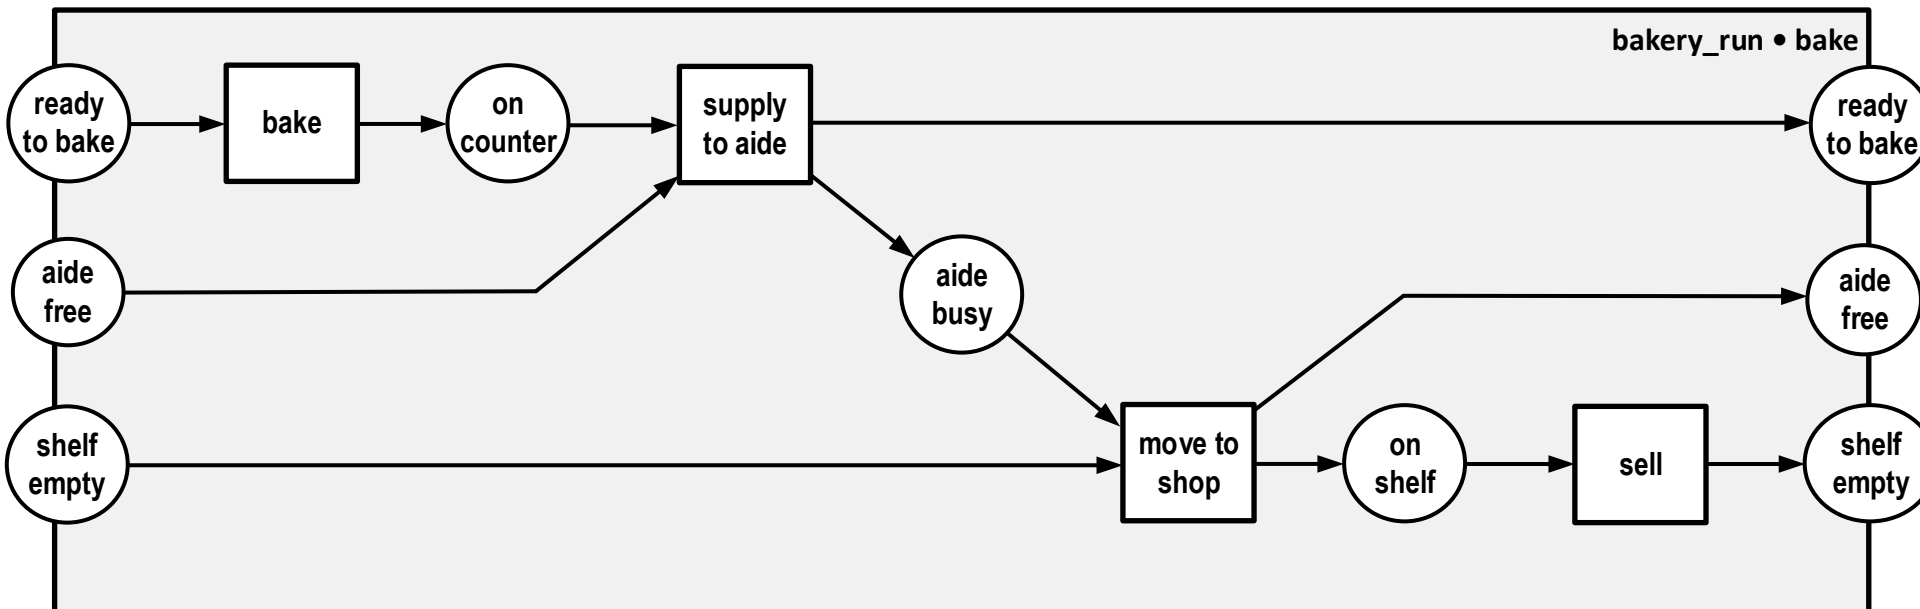 bakery_run • bake
ready
to bake
bake
on
counter
supply
to aide
ready
to bake
aide
free
aide
busy
aide
free
shelf
empty
move to
shop
on
shelf
sell
shelf
empty